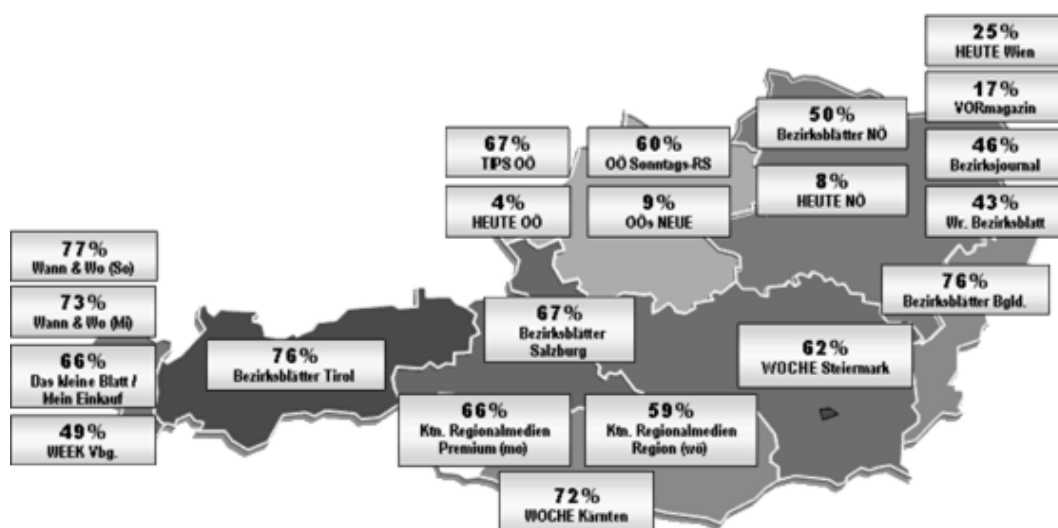 25%
HEUTE Wien
17%
VORmagazin
46%
Bezirksjournal
43%
Wr. Bezirksblatt
50%
Bezirksblätter NÖ
8%
HEUTE NÖ
67%
TIPS OÖ
60%
OÖ Sonntags-RS
4%
HEUTE OÖ
9%
OÖs NEUE
77%
Wann & Wo (So)
73%
Wann & Wo (Mi)
66%
Das kleine Blatt /
Mein Einkauf
49%
WEEK Vbg.
76%
Bezirksblätter Tirol
67%
Bezirksblätter
Salzburg
76%
Bezirksblätter Bgld.
62%
WOCHE Steiermark
66%
Ktn. Regionalmedien
Premium (mo)
59%
Ktn. Regionalmedien
Region (wö)
72%
WOCHE Kärnten